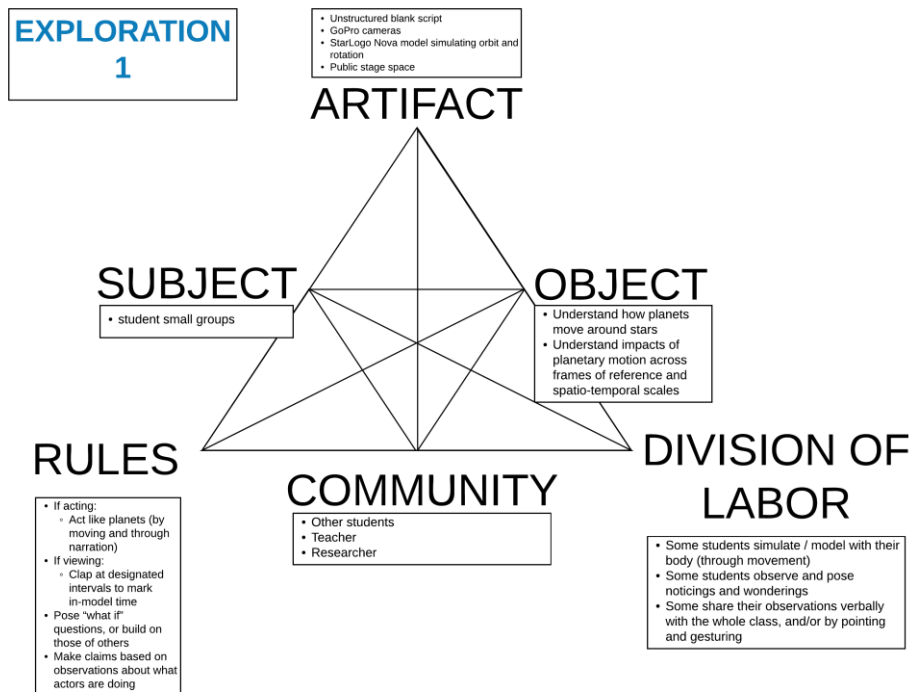 EXPLORATION
1
• Unstructured blank script
• GoPro cameras
• StarLogo Nova model simulating orbit and
rotation
• Public stage space
ARTIFACT
SUBJECT
• student small groups
OBJECT
• Understand how planets
move around stars
• Understand impacts of
planetary motion across
frames of reference and
spatio-temporal scales
RULES
• If acting:
◦ Act like planets (by
moving and through
narration)
• If viewing:
◦ Clap at designated
intervals to mark
in-model time
• Pose “what if”
questions, or build on
those of others
• Make claims based on
observations about what
actors are doing
COMMUNITY
• Other students
• Teacher
• Researcher
DIVISION OF
LABOR
• Some students simulate / model with their
body (through movement)
• Some students observe and pose
noticings and wonderings
• Some share their observations verbally
with the whole class, and/or by pointing
and gesturing